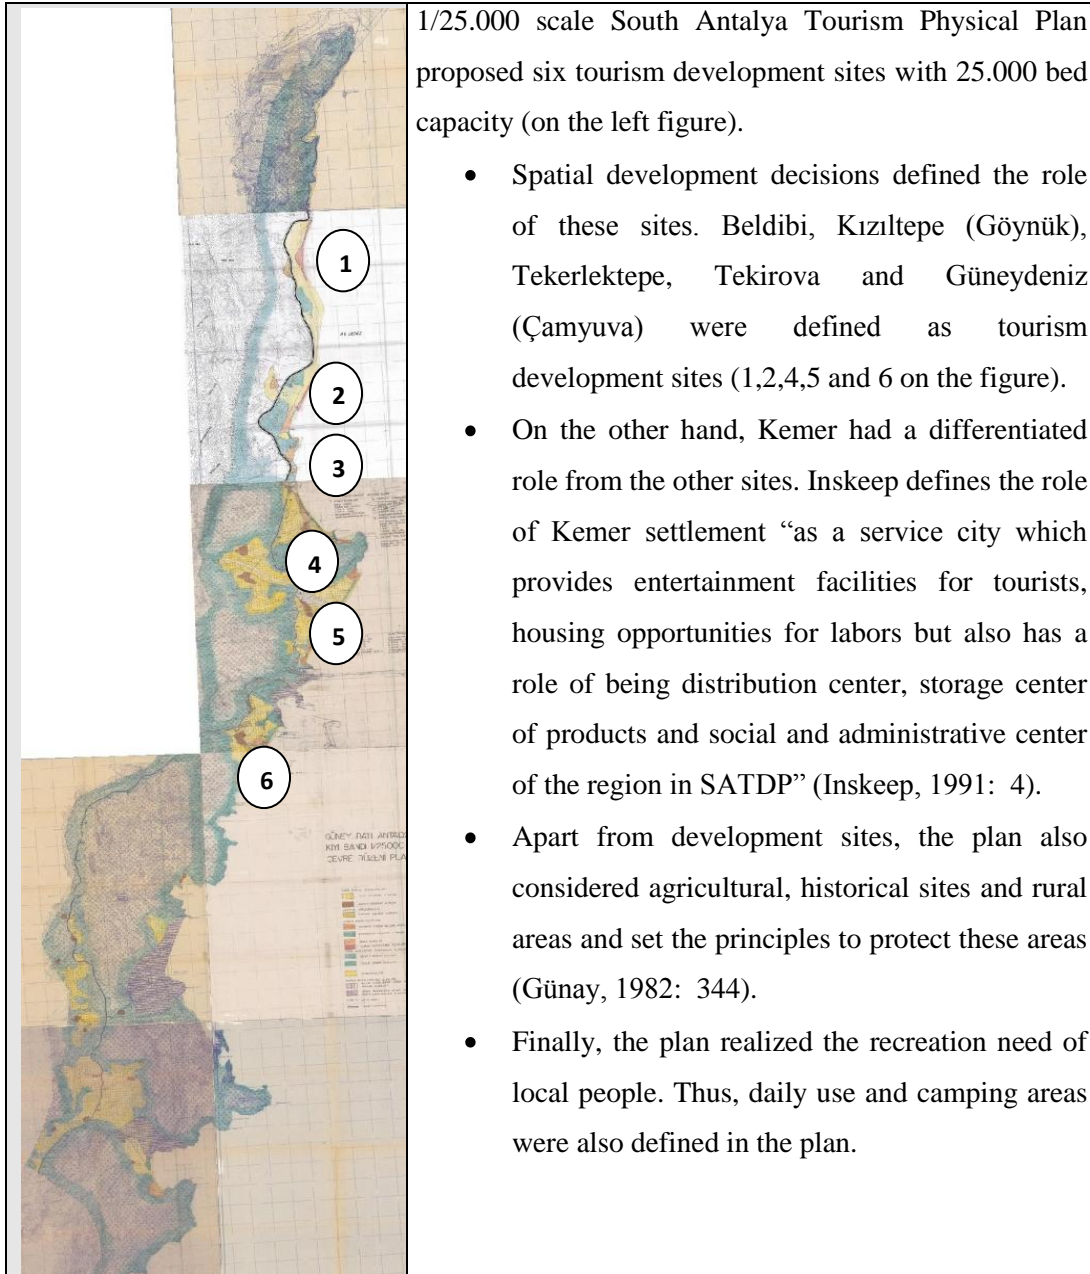 1/25.000 scale South Antalya Tourism Physical Plan
proposed six tourism development sites with 25.000 bed
capacity (on the left figure).
• Spatial development decisions defined the role
of these sites. Beldibi, Kızıltepe (Göynük),
Tekerlektepe, Tekirova and Güneydeniz
(Çamyuva) were defined as tourism
development sites (1,2,4,5 and 6 on the figure).
• On the other hand, Kemer had a differentiated
role from the other sites. Inskeep defines the role
of Kemer settlement “as a service city which
provides entertainment facilities for tourists,
housing opportunities for labors but also has a
role of being distribution center, storage center
of products and social and administrative center
of the region in SATDP” (Inskeep, 1991: 4).
• Apart from development sites, the plan also
considered agricultural, historical sites and rural
areas and set the principles to protect these areas
(Günay, 1982: 344).
• Finally, the plan realized the recreation need of
local people. Thus, daily use and camping areas
were also defined in the plan.
1
2
3
4
5
6